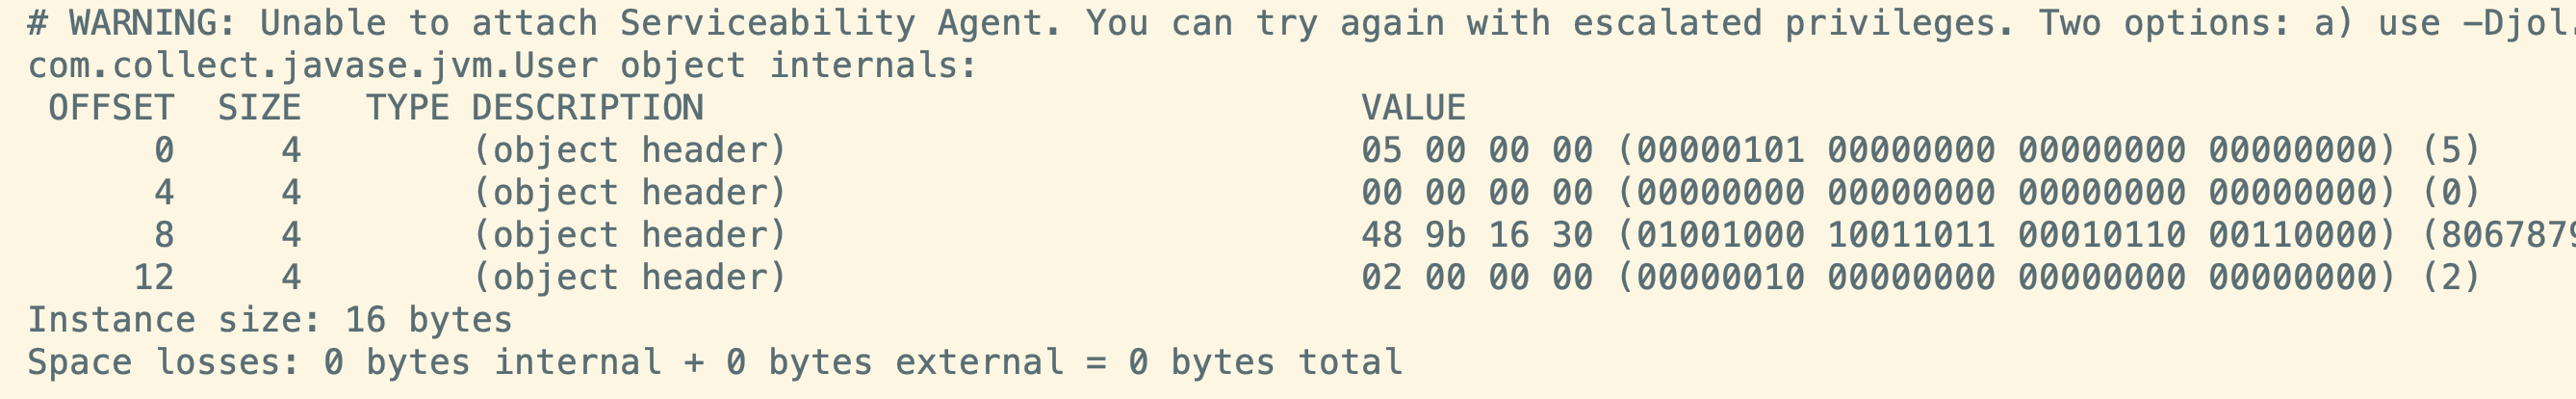 # WARNING: Unable to attach Serviceability Agent. You can try again with escalated privileges. Two options: a) use -Djol.
com.collect.javase.jvm.User object internals:
OFFSET  SIZE   TYPE DESCRIPTION                               VALUE
0     4        (object header)                           05 00 00 00 (00000101 00000000 00000000 00000000) (5)
4     4        (object header)                           00 00 00 00 (00000000 00000000 00000000 00000000) (0)
8     4        (object header)                           48 9b 16 30 (01001000 10011011 00010110 00110000) (8067879
12     4        (object header)                           02 00 00 00 (00000010 00000000 00000000 00000000) (2)
Instance size: 16 bytes
Space losses: 0 bytes internal + 0 bytes external = 0 bytes total